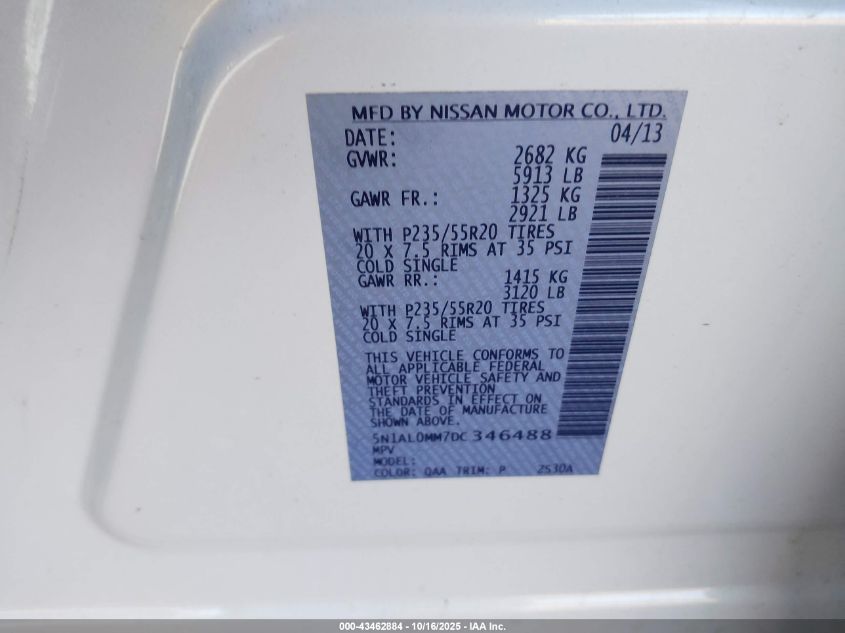 MFD BY NISSAN MOTOR CO., LTD.
DATE: 04/13
GVWR: 2682 KG
5913 LB
GAWR FR.: 1325 KG
2921 LB
WITH P235/55R20 TIRES
20 X 7.5 RIMS AT 35 PSI
COLD SINGLE
GAWR RR.: 1415 KG
3120 LB
WITH P235/55R20 TIRES
20 X 7.5 RIMS AT 35 PSI
COLD SINGLE
THIS VEHICLE CONFORMS TO
ALL APPLICABLE FEDERAL
MOTOR VEHICLE SAFETY AND
THEFT PREVENTION
STANDARDS IN EFFECT ON
THE DATE OF MANUFACTURE
SHOWN ABOVE.
5N1AL0MM7DC346488
MPV
MODEL:
COLOR: QAA TRIM: P ZS30A
000-43462884 - 10/16/2025 - IAA Inc.